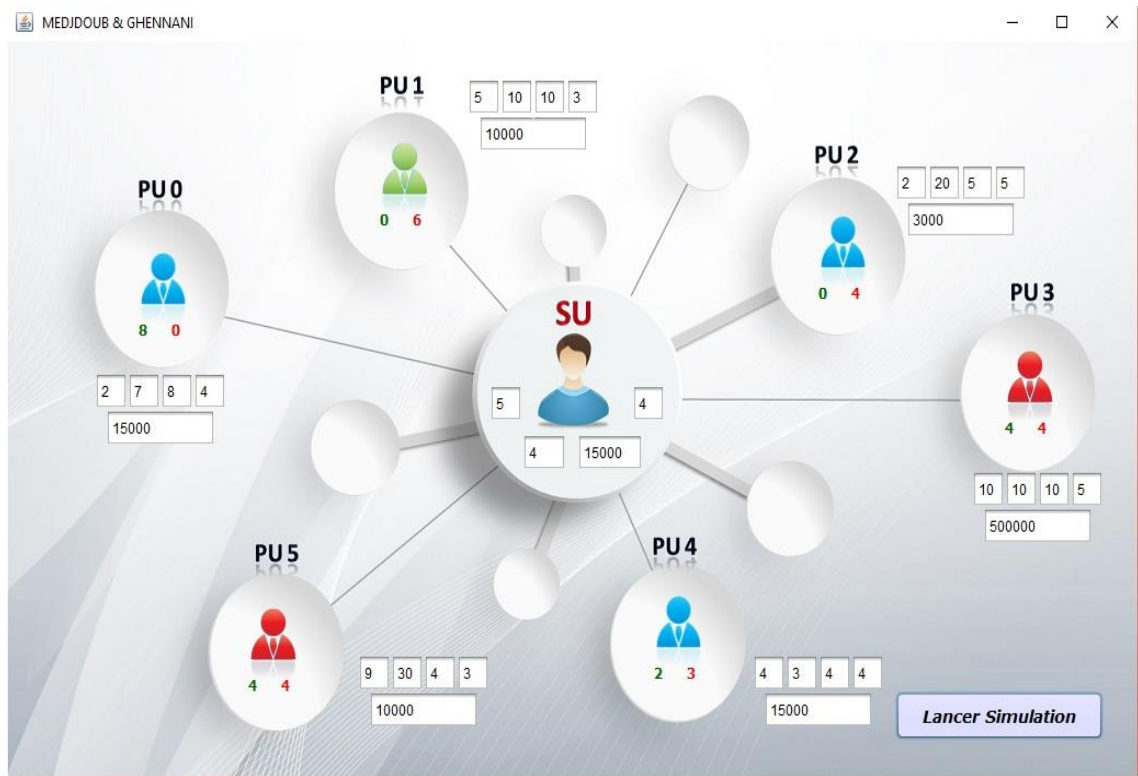 MEDJDOUB & GHENNANI
PU 1
5 10 10 3
10000
0 6
PU 2
2 20 5 5
3000
0 4
PU 0
8 0
2 7 8 4
15000
PU 3
4 4
10 10 10 5
500000
SU
5 4
4 15000
PU 5
4 4
9 30 4 3
10000
PU 4
2 3
4 3 4 4
15000
Lancer Simulation